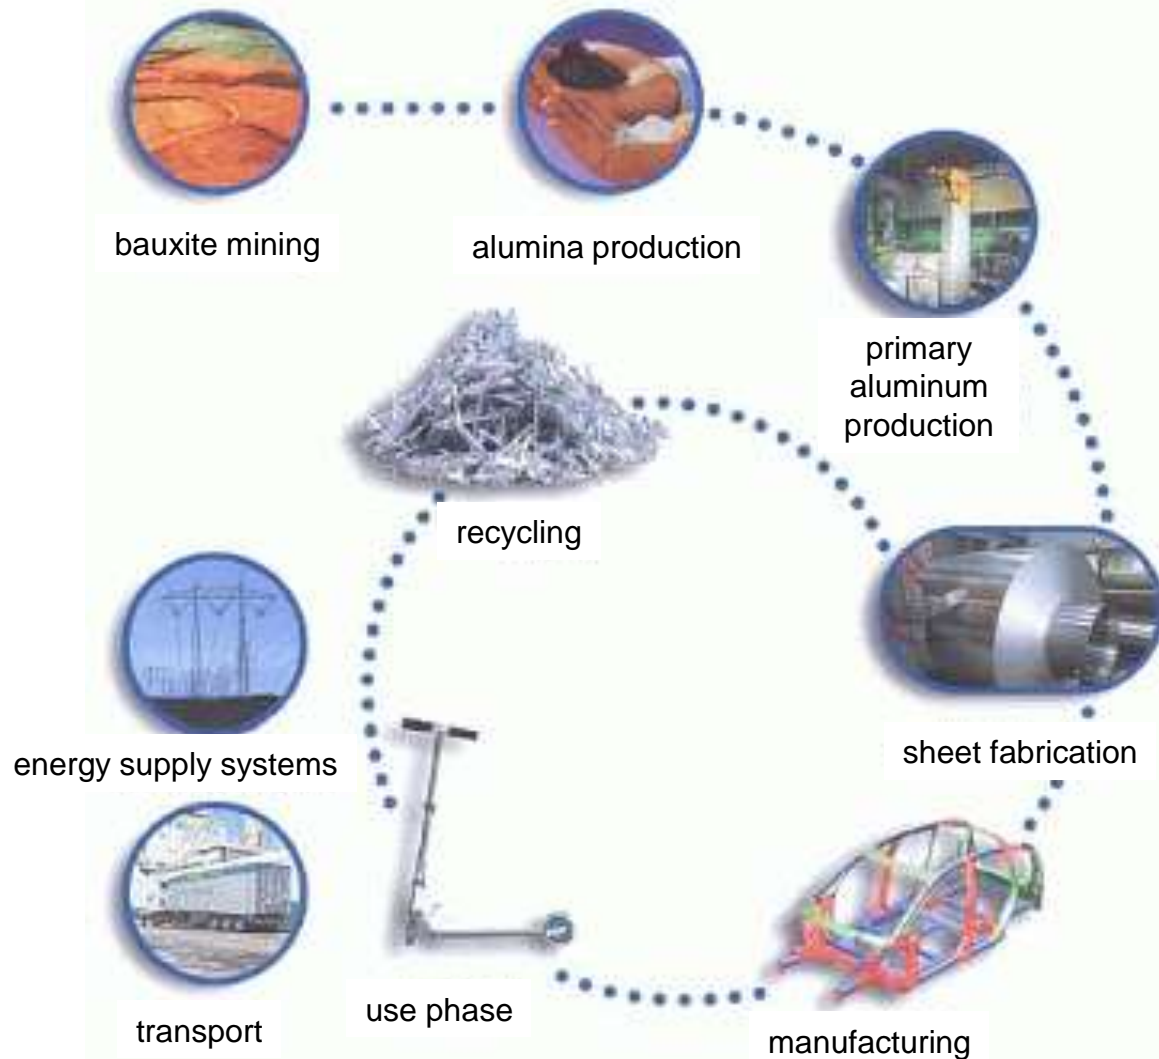 bauxite mining
alumina production
primary
aluminum
production
recycling
energy supply systems
sheet fabrication
transport
use phase
manufacturing